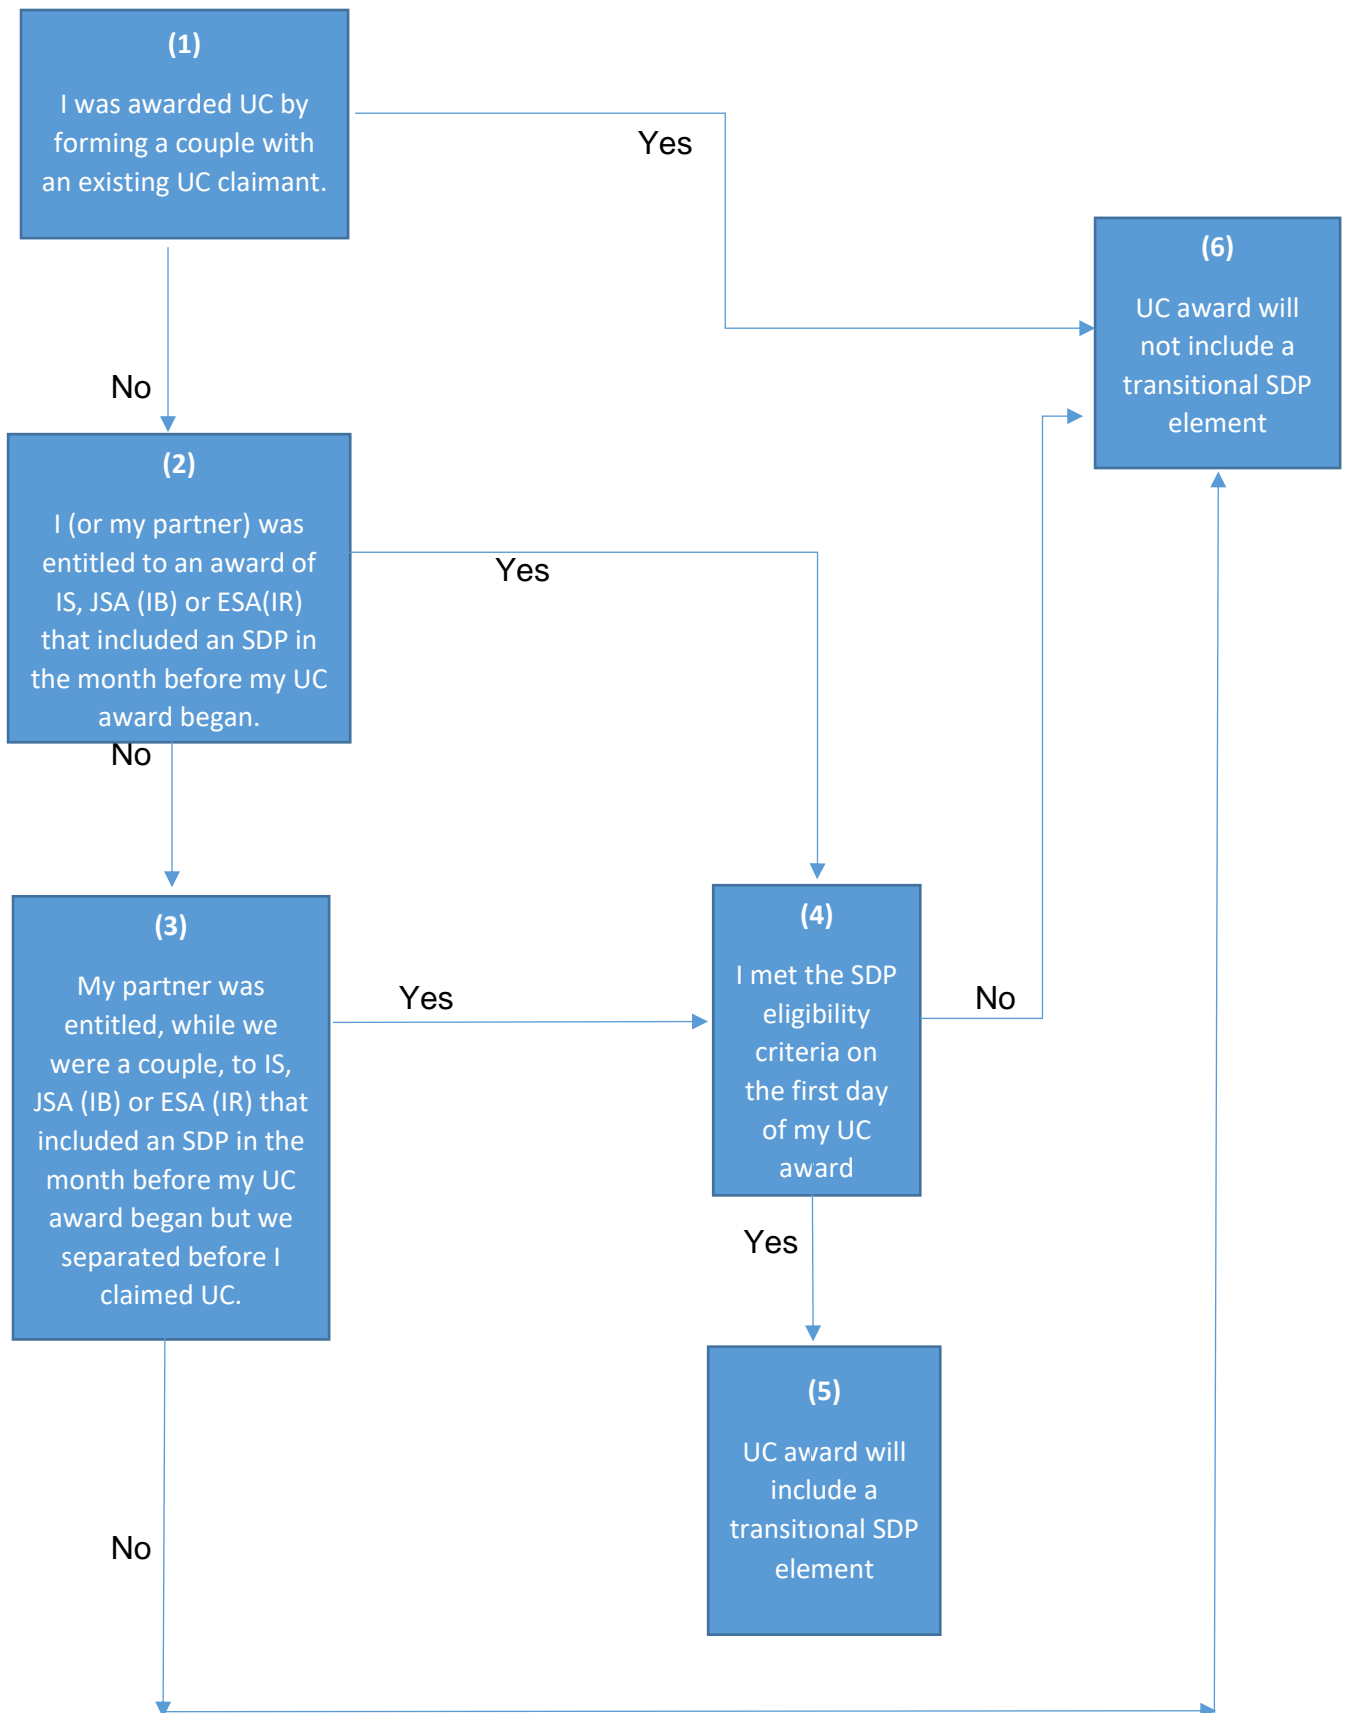 (1)
I was awarded UC by
forming a couple with
an existing UC claimant.
Yes
(6)
UC award will
not include a
transitional SDP
element
No
(2)
I (or my partner) was
entitled to an award of
IS, JSA (IB) or ESA(IR)
that included an SDP in
the month before my UC
award began.
Yes
No
(3)
My partner was
entitled, while we
were a couple, to IS,
JSA (IB) or ESA (IR) that
included an SDP in the
month before my UC
award began but we
separated before I
claimed UC.
Yes
(4)
I met the SDP
eligibility
criteria on
the first day
of my UC
award
No
Yes
(5)
UC award will
include a
transitional SDP
element
No